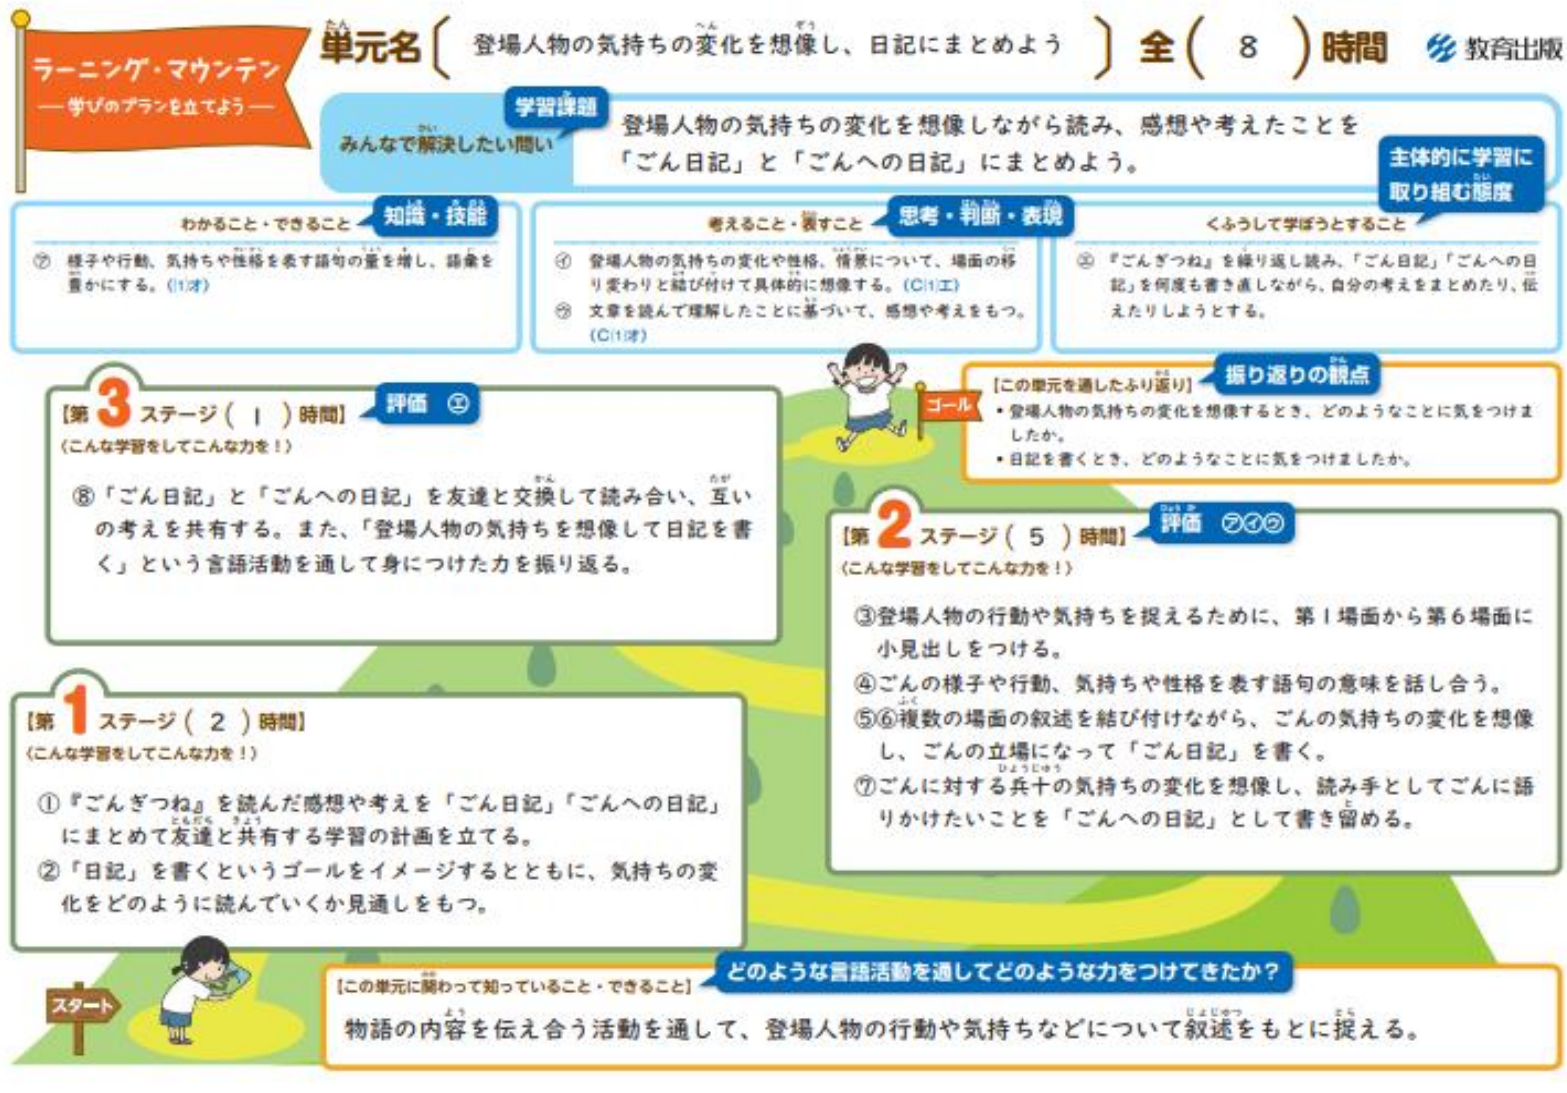 ラーニング・マウンテン
― 学びのプランを立てよう ―
単元名〔 登場人物の気持ちの変化を想像し、日記にまとめよう 〕全( 8 )時間
教育出版
学習課題
みんなで解決したい問い
登場人物の気持ちの変化を想像しながら読み、感想や考えたことを
「ごん日記」と「ごんへの日記」にまとめよう。
わかること・できること
知識・技能
㋐ 様子や行動、気持ちや性格を表す語句の量を増し、語彙を
豊かにする。((1)オ)
考えること・表すこと
思考・判断・表現
㋑ 登場人物の気持ちの変化や性格、情景について、場面の移
り変わりと結び付けて具体的に想像する。(C(1)エ)
㋒ 文章を読んで理解したことに基づいて、感想や考えをもつ。
(C(1)オ)
主体的に学習に
取り組む態度
くふうして学ぼうとすること
㋓ 『ごんぎつね』を繰り返し読み、「ごん日記」「ごんへの日
記」を何度も書き直しながら、自分の考えをまとめたり、伝
えたりしようとする。
【第3ステージ( 1 )時間】
評価 ㋓
〈こんな学習をしてこんな力を!〉
⑧「ごん日記」と「ごんへの日記」を友達と交換して読み合い、互い
の考えを共有する。また、「登場人物の気持ちを想像して日記を書
く」という言語活動を通して身につけた力を振り返る。
ゴール
【この単元を通したふり返り】
振り返りの観点
・登場人物の気持ちの変化を想像するとき、どのようなことに気をつけま
したか。
・日記を書くとき、どのようなことに気をつけましたか。
【第2ステージ( 5 )時間】
評価 ㋐㋑㋒
〈こんな学習をしてこんな力を!〉
③登場人物の行動や気持ちを捉えるために、第1場面から第6場面に
小見出しをつける。
④ごんの様子や行動、気持ちや性格を表す語句の意味を話し合う。
⑤⑥複数の場面の叙述を結び付けながら、ごんの気持ちの変化を想像
し、ごんの立場になって「ごん日記」を書く。
⑦ごんに対する兵十の気持ちの変化を想像し、読み手としてごんに語
りかけたいことを「ごんへの日記」として書き留める。
【第1ステージ( 2 )時間】
〈こんな学習をしてこんな力を!〉
①『ごんぎつね』を読んだ感想や考えを「ごん日記」「ごんへの日記」
にまとめて友達と共有する学習の計画を立てる。
②「日記」を書くというゴールをイメージするとともに、気持ちの変
化をどのように読んでいくか見通しをもつ。
スタート
【この単元に関わって知っていること・できること】
どのような言語活動を通してどのような力をつけてきたか?
物語の内容を伝え合う活動を通して、登場人物の行動や気持ちなどについて叙述をもとに捉える。